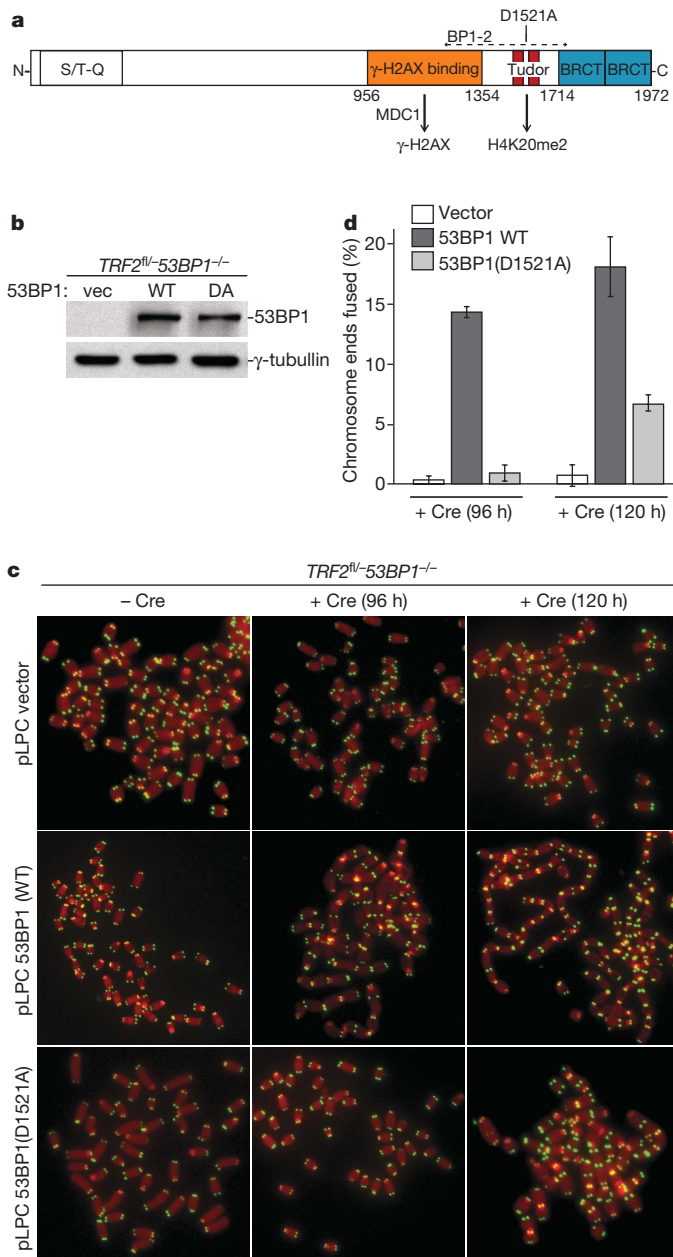 a
D1521A
BP1-2
N-
S/T-Q
γ-H2AX binding
Tudor
BRCT
BRCT
-C
956
1354
1714
1972
MDC1
γ-H2AX
H4K20me2
b
TRF2fl/–53BP1–/–
53BP1: vec WT DA
-53BP1
-γ-tubullin
d
Vector
53BP1 WT
53BP1(D1521A)
Chromosome ends fused (%)
20
15
10
5
0
+ Cre (96 h)
+ Cre (120 h)
c
TRF2fl/–53BP1–/–
– Cre
+ Cre (96 h)
+ Cre (120 h)
pLPC vector
pLPC 53BP1 (WT)
pLPC 53BP1(D1521A)